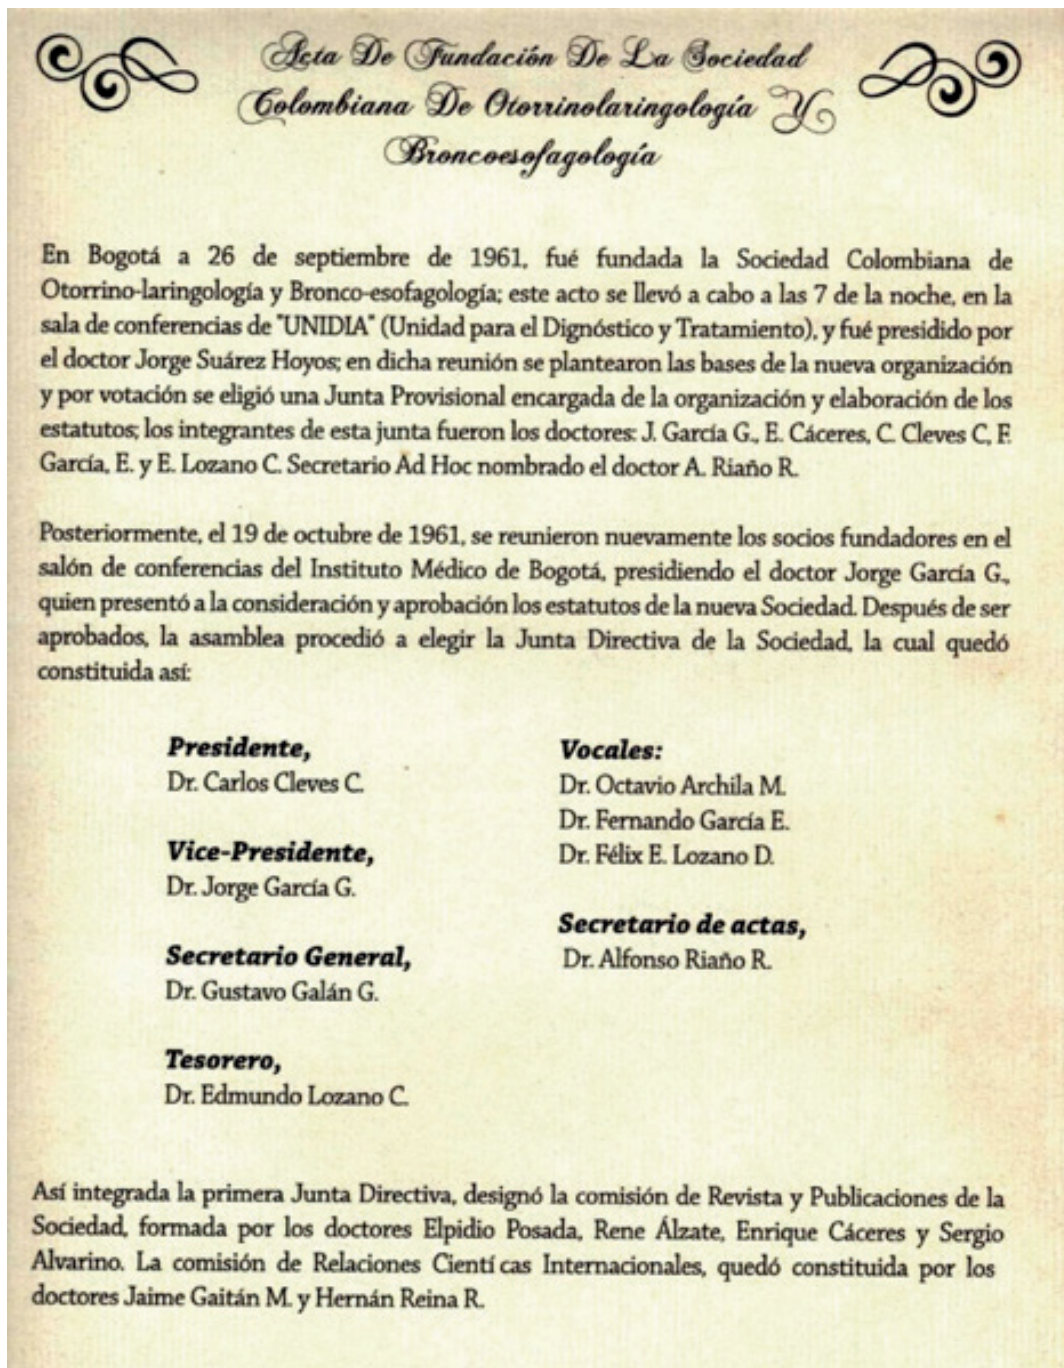 Acta De Fundación De La Sociedad
Colombiana De Otorrinolaringología Y
Broncoesofagología
En Bogotá a 26 de septiembre de 1961, fué fundada la Sociedad Colombiana de
Otorrino-laringología y Bronco-esofagología; este acto se llevó a cabo a las 7 de la noche, en la
sala de conferencias de "UNIDIA" (Unidad para el Dignóstico y Tratamiento), y fué presidido por
el doctor Jorge Suárez Hoyos; en dicha reunión se plantearon las bases de la nueva organización
y por votación se eligió una Junta Provisional encargada de la organización y elaboración de los
estatutos; los integrantes de esta junta fueron los doctores: J. García G., E. Cáceres, C. Cleves C, F.
García, E. y E. Lozano C. Secretario Ad Hoc nombrado el doctor A. Riaño R.
Posteriormente, el 19 de octubre de 1961, se reunieron nuevamente los socios fundadores en el
salón de conferencias del Instituto Médico de Bogotá, presidiendo el doctor Jorge García G.,
quien presentó a la consideración y aprobación los estatutos de la nueva Sociedad. Después de ser
aprobados, la asamblea procedió a elegir la Junta Directiva de la Sociedad, la cual quedó
constituida así:
Presidente,
Dr. Carlos Cleves C.
Vice-Presidente,
Dr. Jorge García G.
Secretario General,
Dr. Gustavo Galán G.
Tesorero,
Dr. Edmundo Lozano C.
Vocales:
Dr. Octavio Archila M.
Dr. Fernando García E.
Dr. Félix E. Lozano D.
Secretario de actas,
Dr. Alfonso Riaño R.
Así integrada la primera Junta Directiva, designó la comisión de Revista y Publicaciones de la
Sociedad, formada por los doctores Elpidio Posada, Rene Álzate, Enrique Cáceres y Sergio
Alvarino. La comisión de Relaciones Cientí cas Internacionales, quedó constituida por los
doctores Jaime Gaitán M. y Hernán Reina R.